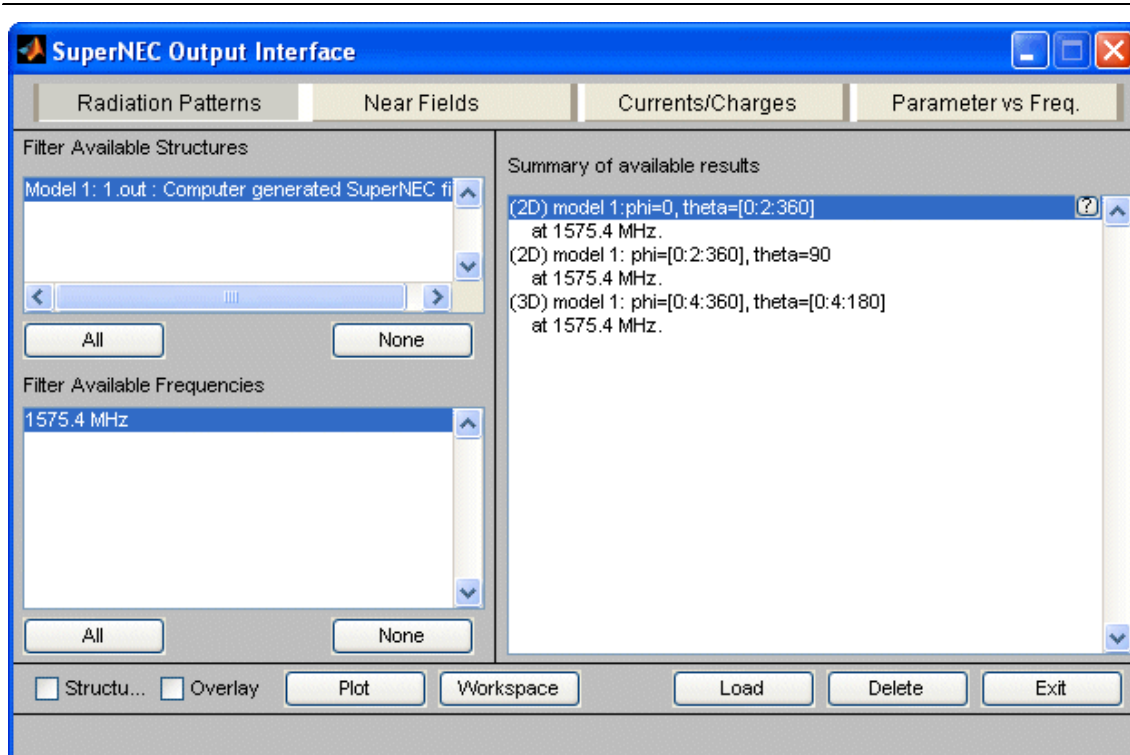 SuperNEC Output Interface
Radiation Patterns Near Fields Currents/Charges Parameter vs Freq.
Filter Available Structures
Model 1: 1.out : Computer generated SuperNEC fi
All None
Filter Available Frequencies
1575.4 MHz
All None
Summary of available results
(2D) model 1:phi=0, theta=[0:2:360] ?
at 1575.4 MHz.
(2D) model 1: phi=[0:2:360], theta=90
at 1575.4 MHz.
(3D) model 1: phi=[0:4:360], theta=[0:4:180]
at 1575.4 MHz.
Structu... Overlay Plot Workspace Load Delete Exit